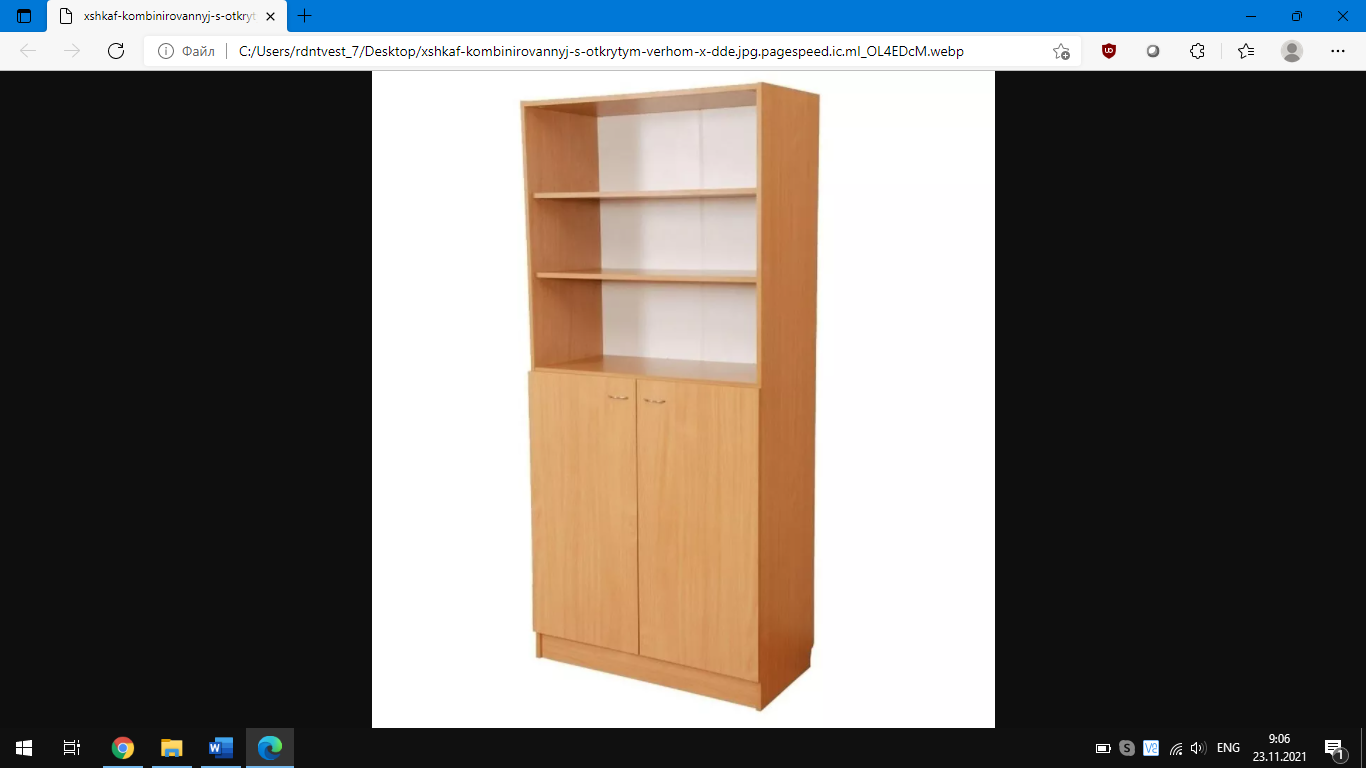 xshkaf-kombinirovannyj-s-otkryt
Файл
C:/Users/rdntvest_7/Desktop/xshkaf-kombinirovannyj-s-otkrytym-verhom-x-dde.jpg.pagespeed.ic.ml_OL4EDcM.webp
ENG
9:06
23.11.2021
1